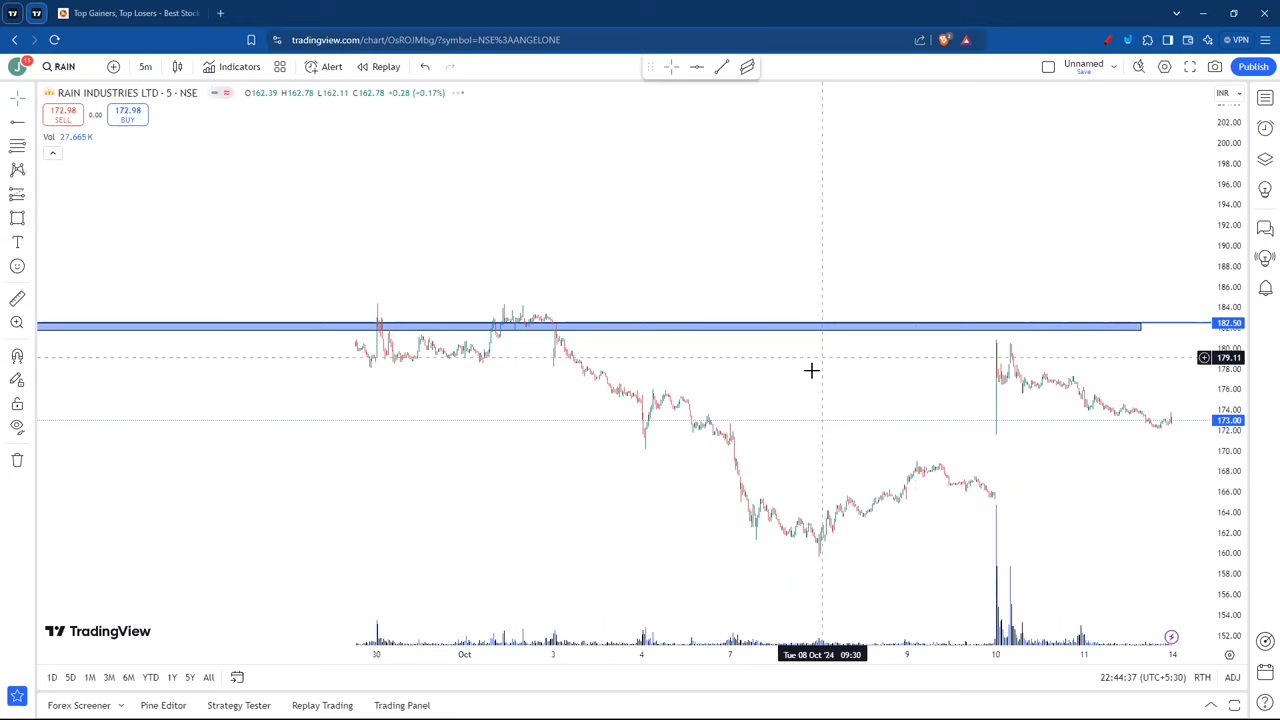 Top Gainers, Top Losers - Best Stoc
tradingview.com/chart/OsROJMbg/?symbol=NSE%3AANGELONE
VPN
J 11 RAIN 5m Indicators Alert Replay Unnamed Save Publish
RAIN INDUSTRIES LTD · 5 · NSE O162.39 H162.78 L162.11 C162.78 +0.28 (+0.17%)
INR
172.98 SELL 0.00 172.98 BUY
Vol 27.665 K
202.00
200.00
198.00
196.00
194.00
192.00
190.00
188.00
186.00
184.00
182.50
180.00
179.11
178.00
176.00
174.00
173.00
172.00
170.00
168.00
166.00
164.00
162.00
160.00
158.00
156.00
154.00
152.00
TradingView
30 Oct 3 4 7 Tue 08 Oct '24 09:30 9 10 11 14
1D 5D 1M 3M 6M YTD 1Y 5Y All 22:44:37 (UTC+5:30) RTH ADJ
Forex Screener Pine Editor Strategy Tester Replay Trading Trading Panel